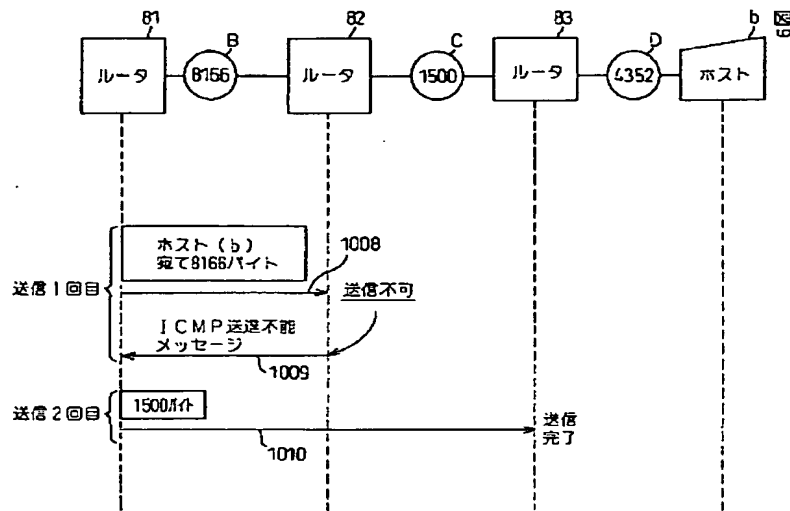 81
82
83
b
図6
B
C
D
ルータ
8166
ルータ
1500
ルータ
4352
ホスト
ホスト(b)
宛て8166バイト
1008
送信不可
送信1回目
ICMP送達不能
メッセージ
1009
送信2回目
1500バイト
1010
送信
完了